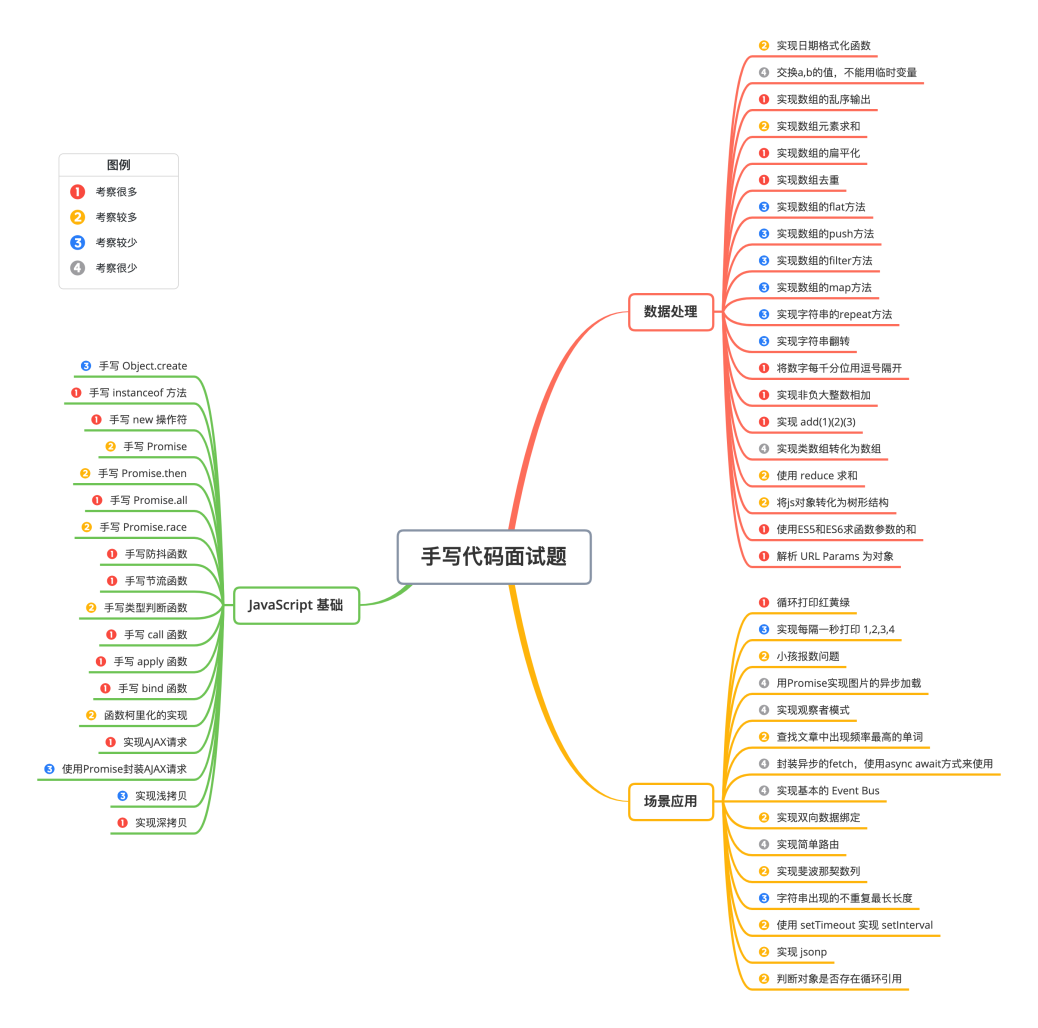 手写代码面试题
图例
1 考察很多
2 考察较多
3 考察较少
4 考察很少
JavaScript 基础
3 手写 Object.create
1 手写 instanceof 方法
1 手写 new 操作符
2 手写 Promise
2 手写 Promise.then
1 手写 Promise.all
2 手写 Promise.race
1 手写防抖函数
1 手写节流函数
2 手写类型判断函数
1 手写 call 函数
1 手写 apply 函数
1 手写 bind 函数
2 函数柯里化的实现
1 实现AJAX请求
3 使用Promise封装AJAX请求
3 实现浅拷贝
1 实现深拷贝
数据处理
2 实现日期格式化函数
4 交换a,b的值，不能用临时变量
1 实现数组的乱序输出
2 实现数组元素求和
1 实现数组的扁平化
1 实现数组去重
3 实现数组的flat方法
3 实现数组的push方法
3 实现数组的filter方法
3 实现数组的map方法
3 实现字符串的repeat方法
3 实现字符串翻转
1 将数字每千分位用逗号隔开
1 实现非负大整数相加
1 实现 add(1)(2)(3)
4 实现类数组转化为数组
2 使用 reduce 求和
2 将js对象转化为树形结构
1 使用ES5和ES6求函数参数的和
1 解析 URL Params 为对象
场景应用
1 循环打印红黄绿
3 实现每隔一秒打印 1,2,3,4
2 小孩报数问题
4 用Promise实现图片的异步加载
4 实现观察者模式
2 查找文章中出现频率最高的单词
4 封装异步的fetch，使用async await方式来使用
4 实现基本的 Event Bus
2 实现双向数据绑定
4 实现简单路由
2 实现斐波那契数列
3 字符串出现的不重复最长长度
2 使用 setTimeout 实现 setInterval
2 实现 jsonp
2 判断对象是否存在循环引用